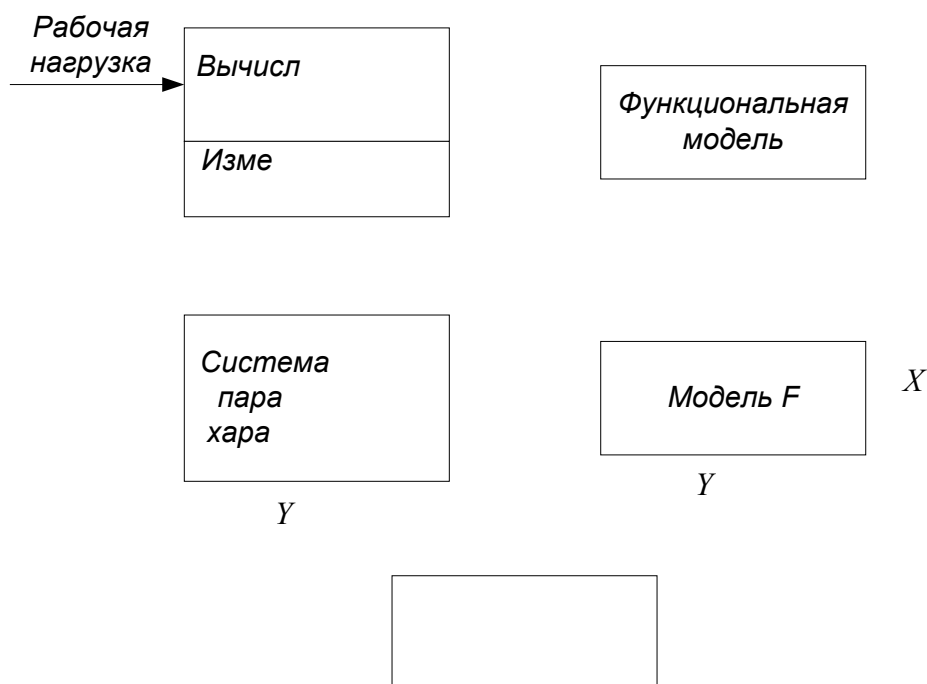 Рабочая
нагрузка
Вычисл
Изме
Функциональная
модель
Система
пара
хара
Y
Модель F
X
Y